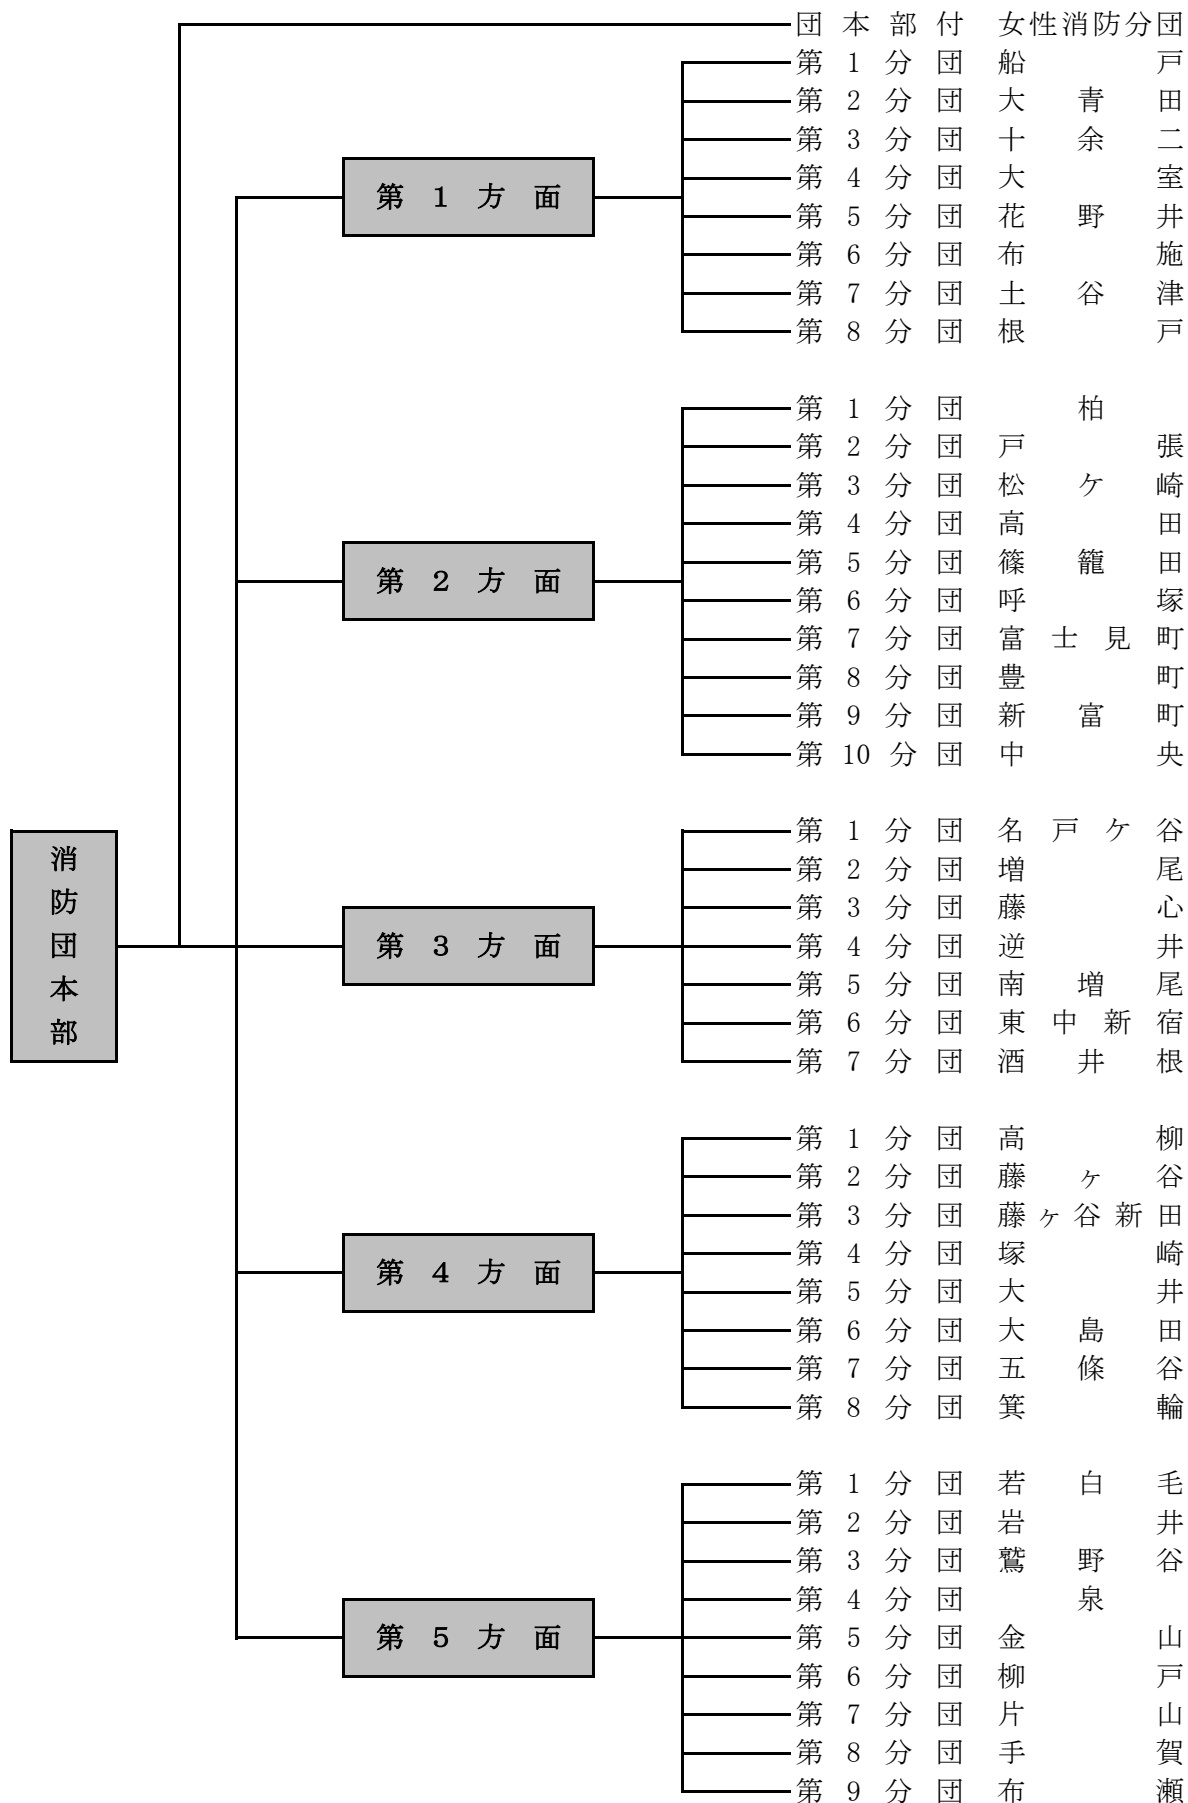 団本部付 女性消防分団
第1分団 船戸
第2分団 大青田
第3分団 十余二
第1方面
第4分団 大室
第5分団 花野井
第6分団 布施
第7分団 土谷津
第8分団 根戸
第1分団 柏
第2分団 戸張
第3分団 松ケ崎
第4分団 高田
第2方面
第5分団 篠籠田
第6分団 呼塚
第7分団 富士見町
第8分団 豊町
第9分団 新富町
第10分団 中央
消防団本部
第1分団 名戸ケ谷
第2分団 増尾
第3分団 藤心
第3方面
第4分団 逆井
第5分団 南増尾
第6分団 東中新宿
第7分団 酒井根
第1分団 高柳
第2分団 藤ヶ谷
第3分団 藤ヶ谷新田
第4分団 塚崎
第4方面
第5分団 大井
第6分団 大島田
第7分団 五條谷
第8分団 箕輪
第1分団 若白毛
第2分団 岩井
第3分団 鷲野谷
第4分団 泉
第5方面
第5分団 金山
第6分団 柳戸
第7分団 片山
第8分団 手賀
第9分団 布瀬